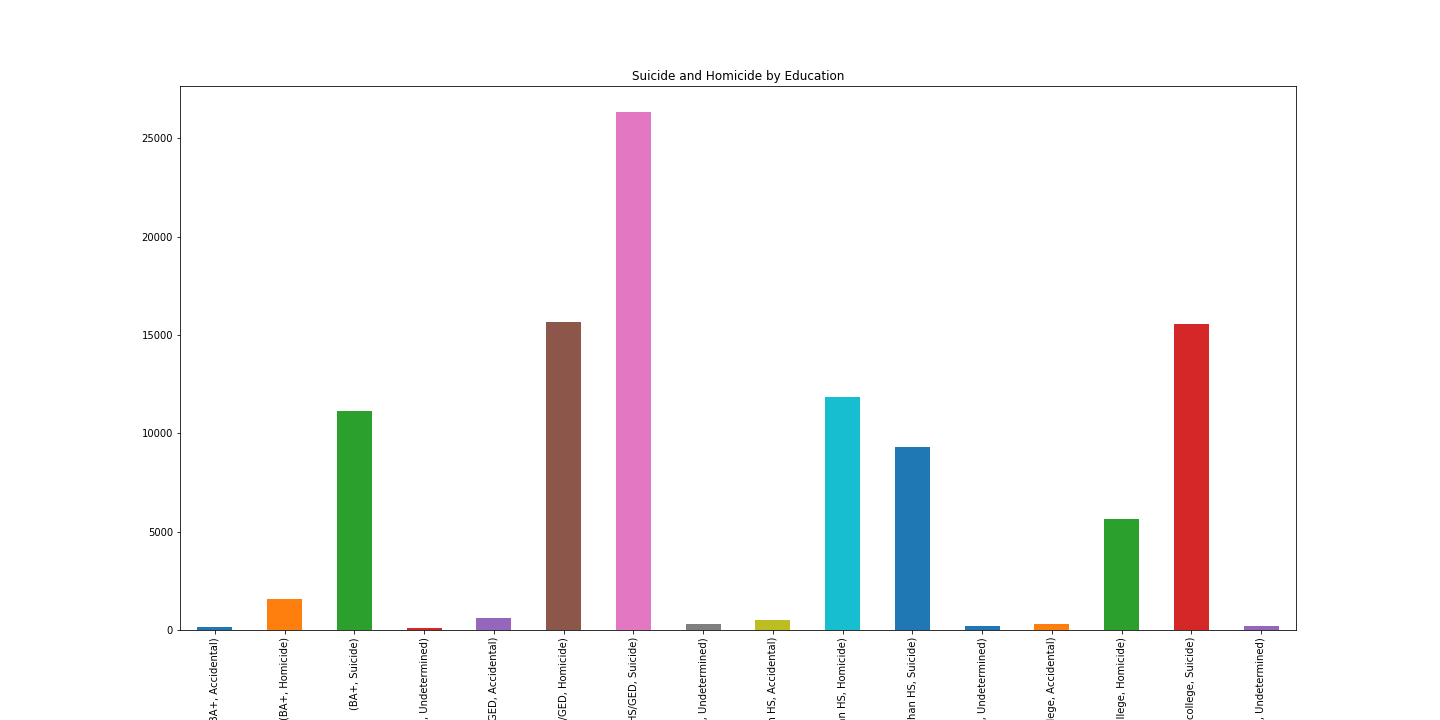 Suicide and Homicide by Education
25000
20000
15000
10000
5000
0
BA+, Accidental)
(BA+, Homicide)
(BA+, Suicide)
, Undetermined)
GED, Accidental)
/GED, Homicide)
HS/GED, Suicide)
, Undetermined)
HS, Accidental)
HS, Homicide)
han HS, Suicide)
, Undetermined)
lege, Accidental)
llege, Homicide)
college, Suicide)
, Undetermined)